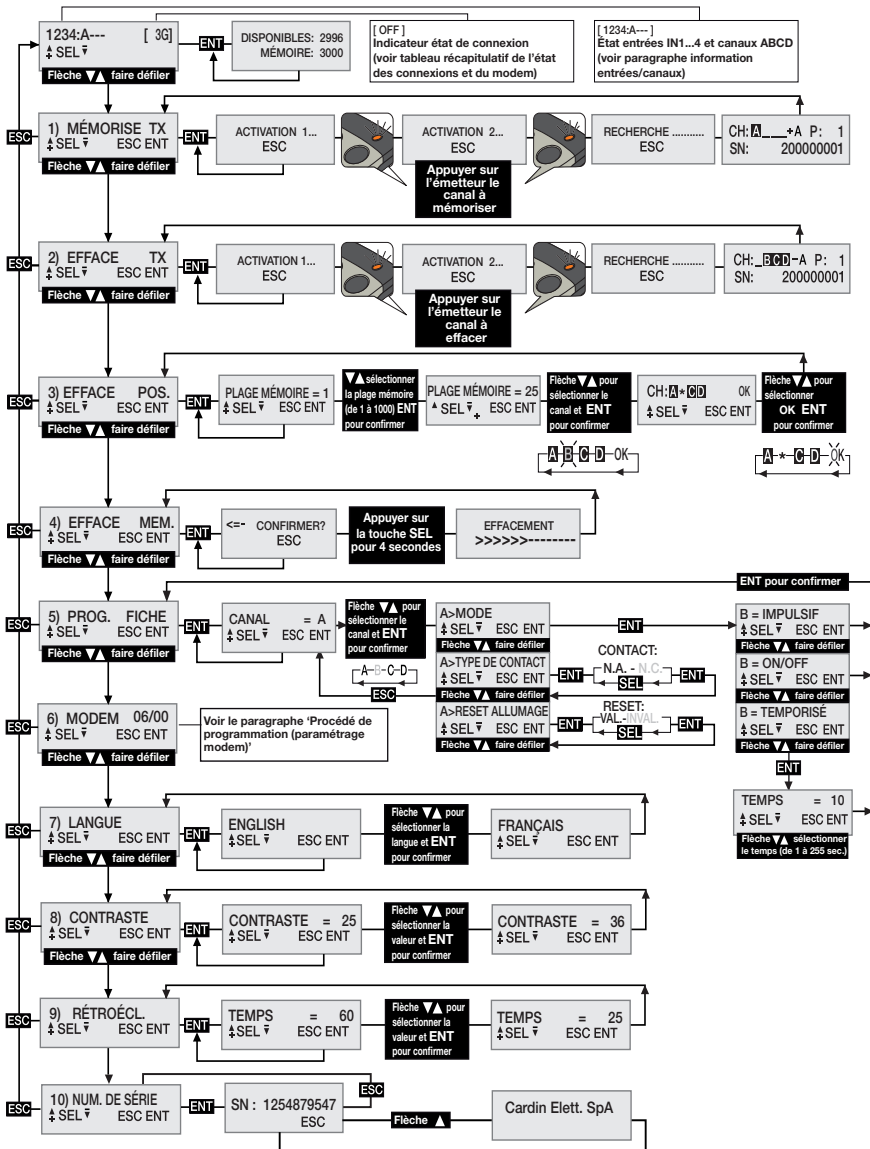 1234:A--- [ 3G]
SEL
Flèche faire défiler
ENT
DISPONIBLES: 2996
MÉMOIRE: 3000
[ OFF ]
Indicateur état de connexion
(voir tableau récapitulatif de l'état
des connexions et du modem)
[ 1234:A--- ]
État entrées IN1...4 et canaux ABCD
(voir paragraphe information
entrées/canaux)
ESC
1) MÉMORISE TX
SEL ESC ENT
Flèche faire défiler
ENT
ACTIVATION 1...
ESC
ACTIVATION 2...
ESC
Appuyer sur
l'émetteur le
canal à
mémoriser
RECHERCHE ...........
ESC
CH:A___+A P: 1
SN: 200000001
ESC
2) EFFACE TX
SEL ESC ENT
Flèche faire défiler
ENT
ACTIVATION 1...
ESC
ACTIVATION 2...
ESC
Appuyer sur
l'émetteur le
canal à
effacer
RECHERCHE ...........
ESC
CH:_BCD-A P: 1
SN: 200000001
ESC
3) EFFACE POS.
SEL ESC ENT
Flèche faire défiler
ENT
PLAGE MÉMOIRE = 1
SEL ESC ENT
sélectionner
la plage mémoire
(de 1 à 1000) ENT
pour confirmer
PLAGE MÉMOIRE = 25
SEL ESC ENT
Flèche pour
sélectionner le
canal et ENT
pour confirmer
A-B-C-D-OK
CH:A*CD OK
SEL ESC ENT
Flèche pour
sélectionner
OK ENT
pour confirmer
A-*-C-D-OK
ESC
4) EFFACE MEM.
SEL ESC ENT
Flèche faire défiler
ENT
<=- CONFIRMER?
ESC
Appuyer sur
la touche SEL
pour 4 secondes
EFFACEMENT
>>>>>>--------
ENT pour confirmer
ESC
5) PROG. FICHE
SEL ESC ENT
Flèche faire défiler
ENT
CANAL = A
SEL ESC ENT
Flèche pour
sélectionner le
canal et ENT
pour confirmer
A-B-C-D
ESC
A>MODE
SEL ESC ENT
Flèche faire défiler
ENT
A>TYPE DE CONTACT
SEL ESC ENT
Flèche faire défiler
ENT
CONTACT:
N.A. - N.C.
SEL
ENT
A>RESET ALLUMAGE
SEL ESC ENT
Flèche faire défiler
ENT
RESET:
VAL.-INVAL.
SEL
ENT
B = IMPULSIF
SEL ESC ENT
Flèche faire défiler
B = ON/OFF
SEL ESC ENT
Flèche faire défiler
B = TEMPORISÉ
SEL ESC ENT
Flèche faire défiler
ENT
TEMPS = 10
SEL ESC ENT
Flèche sélectionner
le temps (de 1 à 255 sec.)
ESC
6) MODEM 06/00
SEL ESC ENT
Flèche faire défiler
Voir le paragraphe 'Procédé de
programmation (paramétrage
modem)'
ESC
7) LANGUE
SEL ESC ENT
Flèche faire défiler
ENT
ENGLISH
SEL ESC ENT
Flèche pour
sélectionner la
langue et ENT
pour confirmer
FRANÇAIS
SEL ESC ENT
ESC
8) CONTRASTE
SEL ESC ENT
Flèche faire défiler
ENT
CONTRASTE = 25
SEL ESC ENT
Flèche pour
sélectionner la
valeur et ENT
pour confirmer
CONTRASTE = 36
SEL ESC ENT
ESC
9) RÉTROÉCL.
SEL ESC ENT
ENT
TEMPS = 60
SEL ESC ENT
Flèche pour
sélectionner la
valeur et ENT
pour confirmer
TEMPS = 25
SEL ESC ENT
ESC
10) NUM. DE SÉRIE
SEL ESC ENT
ENT
ESC
SN : 1254879547
ESC
Flèche
Cardin Elett. SpA